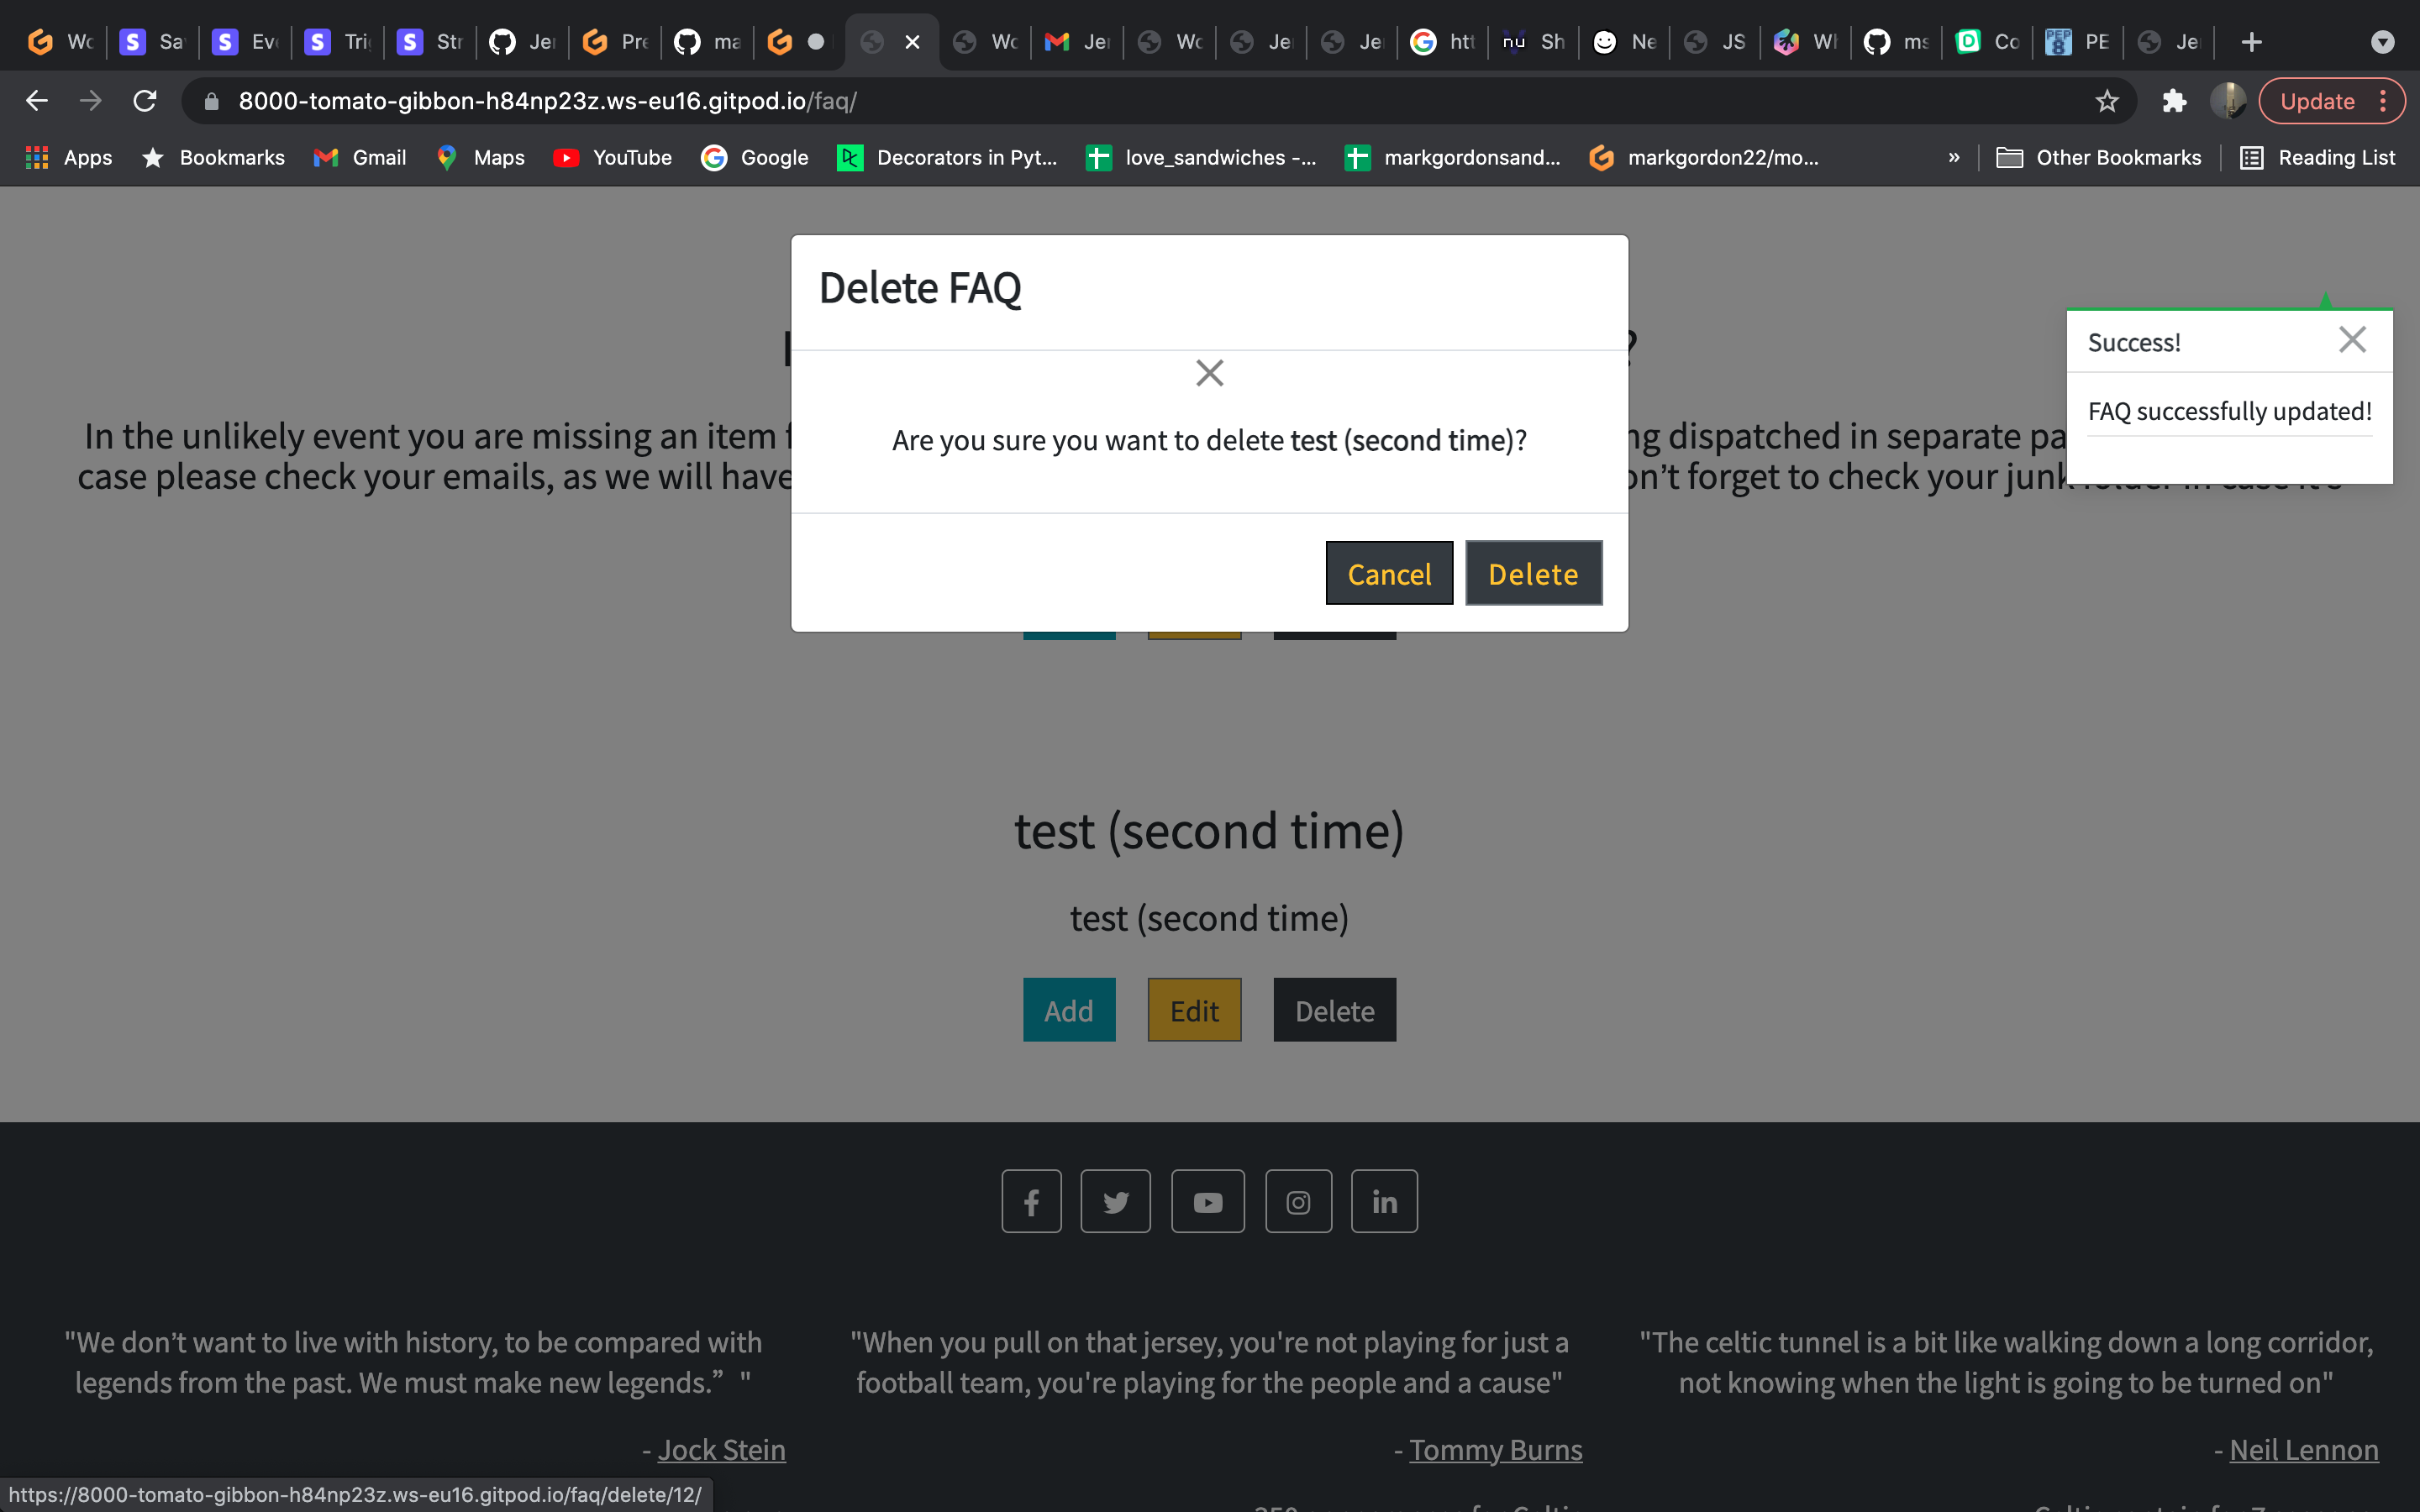 Wc
Sa
Eve
Tri
Str
Je
Pre
ma
Wc
Je
Wc
Je
Je
htt
nu
Sh
Ne
JS
Wh
ms
Co
PE
Je
8000-tomato-gibbon-h84np23z.ws-eu16.gitpod.io/faq/
Update
Apps
Bookmarks
Gmail
Maps
YouTube
Google
Decorators in Pyt...
love_sandwiches -...
markgordonsand...
markgordon22/mo...
»
Other Bookmarks
Reading List
Delete FAQ
?
Success!
FAQ successfully updated!
Are you sure you want to delete test (second time)?
In the unlikely event you are missing an item
ng dispatched in separate
case please check your emails, as we will have
on’t forget to check your junk folder in case it’s
Cancel
Delete
test (second time)
test (second time)
Add
Edit
Delete
"We don’t want to live with history, to be compared with
legends from the past. We must make new legends.” "
- Jock Stein
"When you pull on that jersey, you're not playing for just a
football team, you're playing for the people and a cause"
- Tommy Burns
"The celtic tunnel is a bit like walking down a long corridor,
not knowing when the light is going to be turned on"
- Neil Lennon
https://8000-tomato-gibbon-h84np23z.ws-eu16.gitpod.io/faq/delete/12/